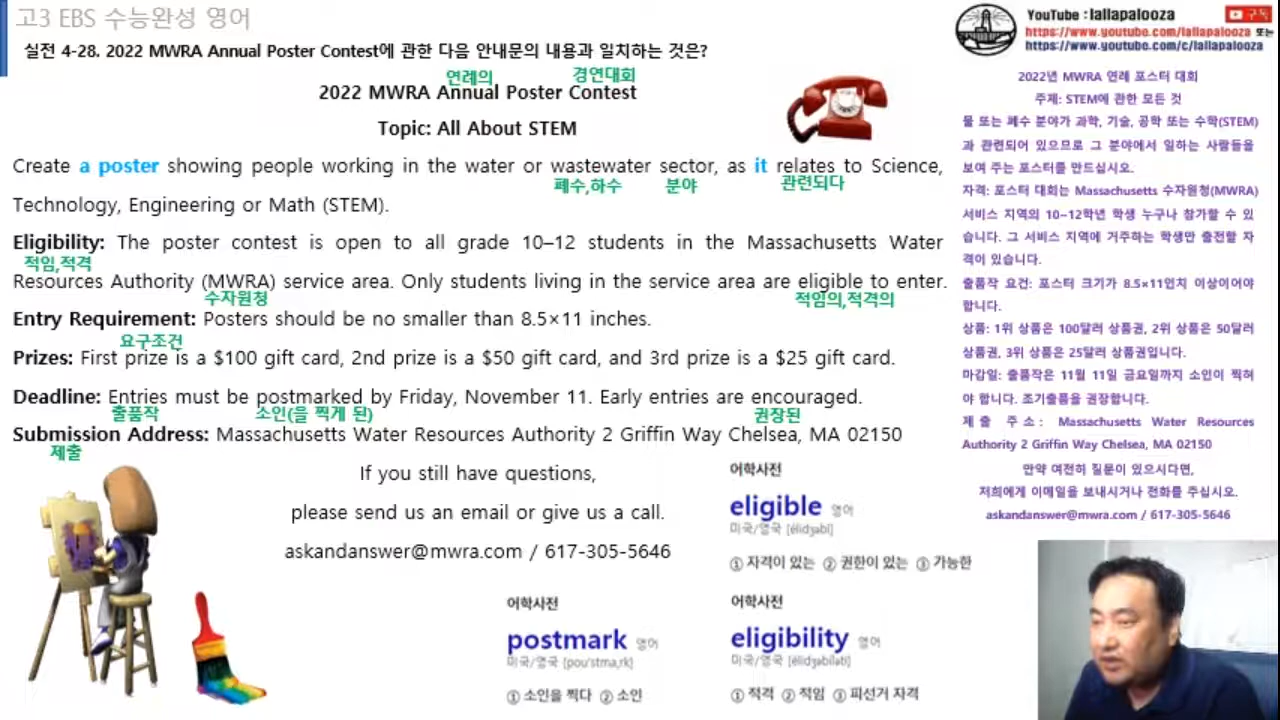 고3 EBS 수능완성 영어
실전 4-28. 2022 MWRA Annual Poster Contest에 관한 다음 안내문의 내용과 일치하는 것은?
연례의 경연대회
2022 MWRA Annual Poster Contest
Topic: All About STEM
Create a poster showing people working in the water or wastewater sector, as it relates to Science,
폐수,하수 분야 관련되다
Technology, Engineering or Math (STEM).
Eligibility: The poster contest is open to all grade 10–12 students in the Massachusetts Water
적임,적격
Resources Authority (MWRA) service area. Only students living in the service area are eligible to enter.
수자원청 적임의,적격의
Entry Requirement: Posters should be no smaller than 8.5×11 inches.
요구조건
Prizes: First prize is a $100 gift card, 2nd prize is a $50 gift card, and 3rd prize is a $25 gift card.
Deadline: Entries must be postmarked by Friday, November 11. Early entries are encouraged.
출품작 소인(을 찍게 된) 권장된
Submission Address: Massachusetts Water Resources Authority 2 Griffin Way Chelsea, MA 02150
제출
If you still have questions,
please send us an email or give us a call.
askandanswer@mwra.com / 617-305-5646
어학사전
eligible 영어
미국/영국 [élidʒəbl]
① 자격이 있는 ② 권한이 있는 ③ 가능한
어학사전
postmark 영어
미국/영국 [pou'stma,rk]
① 소인을 찍다 ② 소인
어학사전
eligibility 영어
미국/영국 [èlidʒəbíləti]
① 적격 ② 적임 ③ 피선거 자격
YouTube : lallapalooza
구독
https://www.youtube.com/lallapalooza 또는
https://www.youtube.com/c/lallapalooza
2022년 MWRA 연례 포스터 대회
주제: STEM에 관한 모든 것
물 또는 폐수 분야가 과학, 기술, 공학 또는 수학(STEM)
과 관련되어 있으므로 그 분야에서 일하는 사람들을
보여 주는 포스터를 만드십시오.
자격: 포스터 대회는 Massachusetts 수자원청(MWRA)
서비스 지역의 10–12학년 학생 누구나 참가할 수 있
습니다. 그 서비스 지역에 거주하는 학생만 출전할 자
격이 있습니다.
출품작 요건: 포스터 크기가 8.5×11인치 이상이어야
합니다.
상품: 1위 상품은 100달러 상품권, 2위 상품은 50달러
상품권, 3위 상품은 25달러 상품권입니다.
마감일: 출품작은 11월 11일 금요일까지 소인이 찍혀
야 합니다. 조기출품을 권장합니다.
제출 주소: Massachusetts Water Resources
Authority 2 Griffin Way Chelsea, MA 02150
만약 여전히 질문이 있으시다면,
저희에게 이메일을 보내시거나 전화를 주십시오.
askandanswer@mwra.com / 617-305-5646